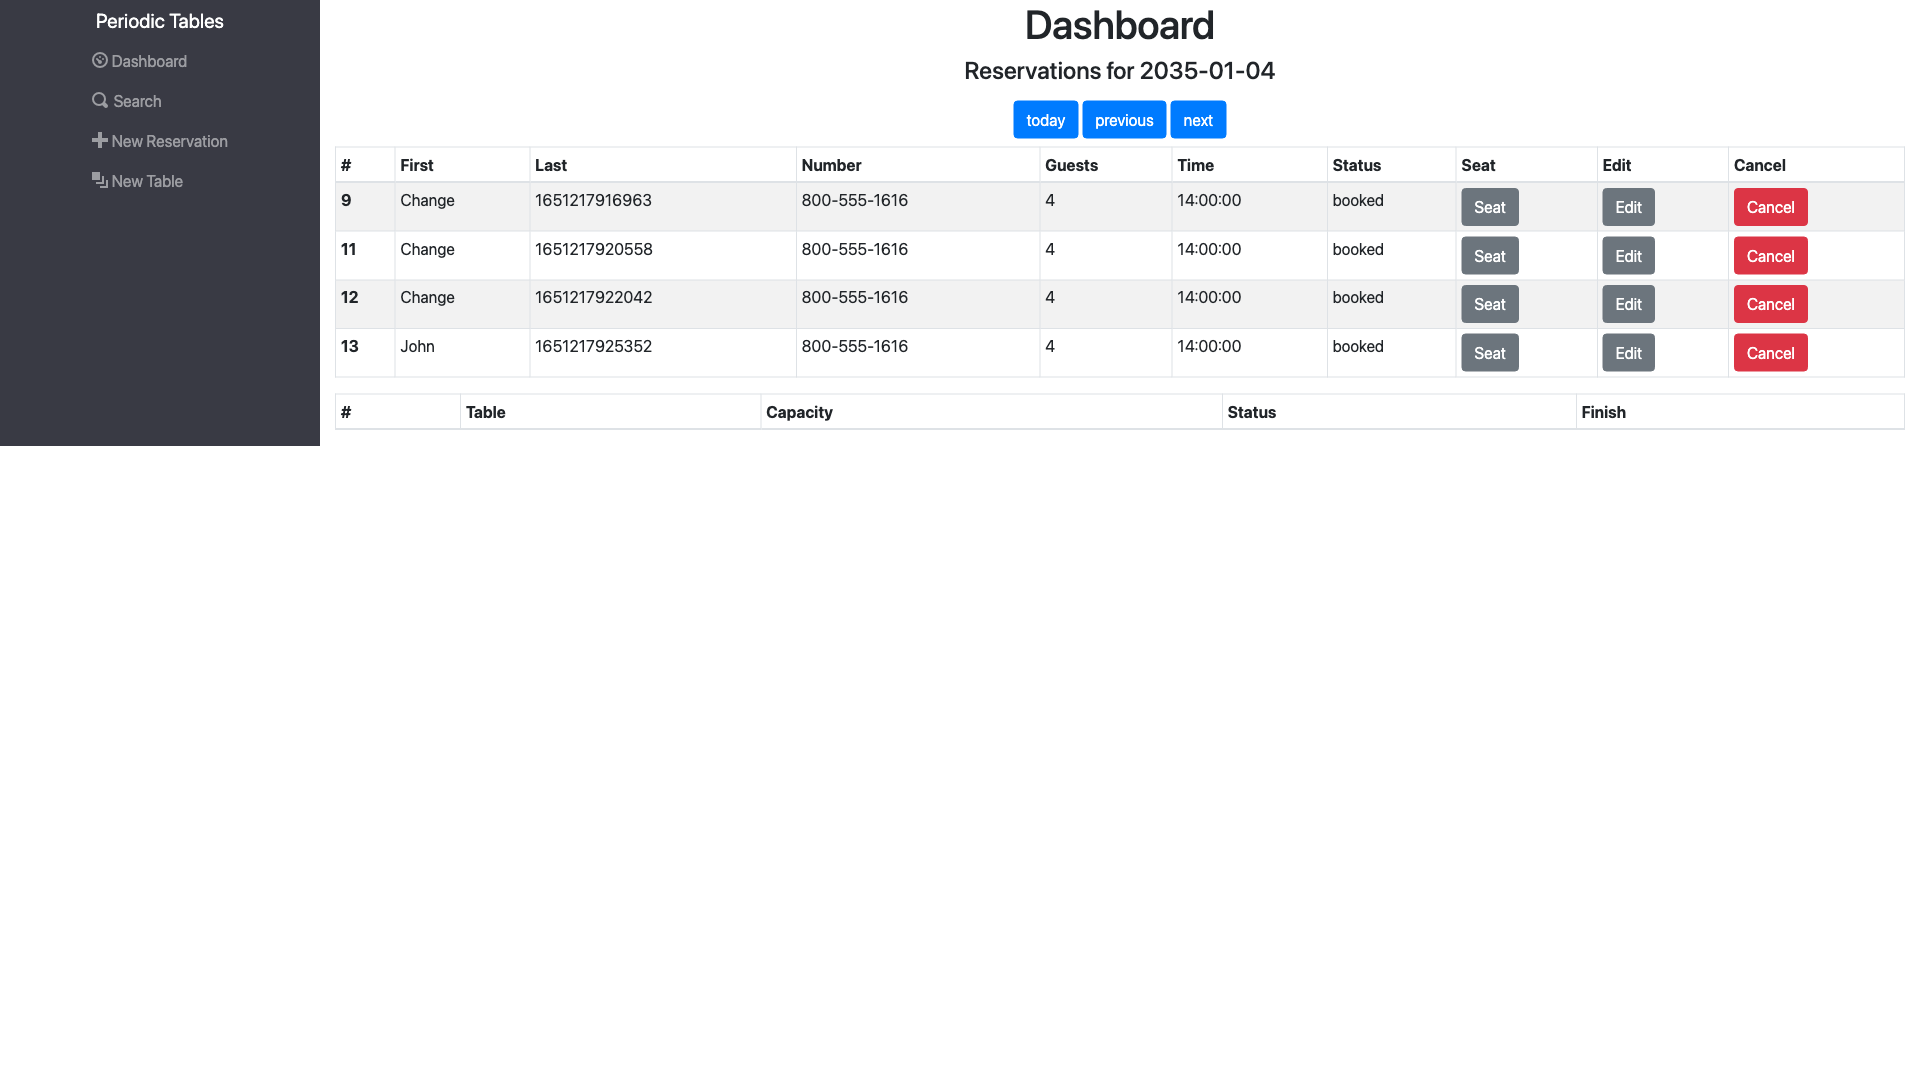 Periodic Tables
Dashboard
Search
New Reservation
New Table
Dashboard
Reservations for 2035-01-04
today previous next
# First Last Number Guests Time Status Seat Edit Cancel
9 Change 1651217916963 800-555-1616 4 14:00:00 booked Seat Edit Cancel
11 Change 1651217920558 800-555-1616 4 14:00:00 booked Seat Edit Cancel
12 Change 1651217922042 800-555-1616 4 14:00:00 booked Seat Edit Cancel
13 John 1651217925352 800-555-1616 4 14:00:00 booked Seat Edit Cancel
# Table Capacity Status Finish